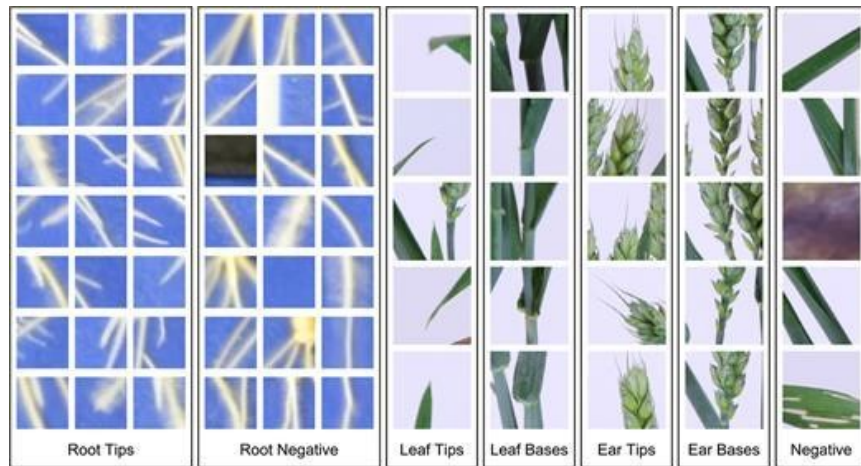 Root Tips
Root Negative
Leaf Tips
Leaf Bases
Ear Tips
Ear Bases
Negative